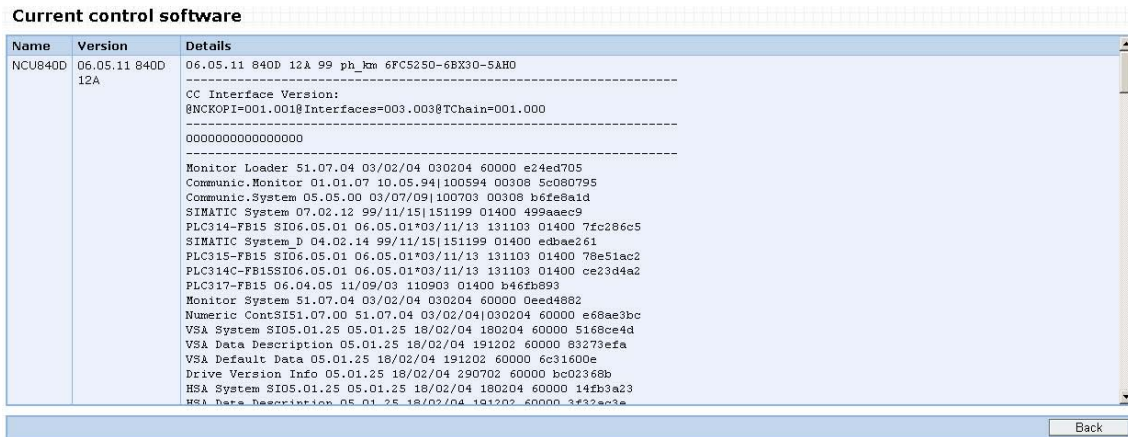 Current control software
Name Version Details
NCU840D 06.05.11 840D 12A 06.05.11 840D 12A 99 ph_km 6FC5250-6BX30-5AH0
--------------------------------------------------------------------
CC Interface Version:
@NCKOPI=001.001@Interfaces=003.003@TChain=001.000
--------------------------------------------------------------------
0000000000000000
--------------------------------------------------------------------
Monitor Loader 51.07.04 03/02/04 030204 60000 e24ed705
Communic.Monitor 01.01.07 10.05.94|100594 00308 5c080795
Communic.System 05.05.00 03/07/09|100703 00308 b6fe8a1d
SIMATIC System 07.02.12 99/11/15|151199 01400 499aaec9
PLC314-FB15 SI06.05.01 06.05.01*03/11/13 131103 01400 7fc286c5
SIMATIC System_D 04.02.14 99/11/15|151199 01400 edbae261
PLC315-FB15 SI06.05.01 06.05.01*03/11/13 131103 01400 78e51ac2
PLC314C-FB15SI06.05.01 06.05.01*03/11/13 131103 01400 ce23d4a2
PLC317-FB15 06.04.05 11/09/03 110903 01400 b46fb893
Monitor System 51.07.04 03/02/04 030204 60000 0eed4882
Numeric ContSI51.07.00 51.07.04 03/02/04|030204 60000 e68ae3bc
VSA System SI05.01.25 05.01.25 18/02/04 180204 60000 5168ce4d
VSA Data Description 05.01.25 18/02/04 191202 60000 83273efa
VSA Default Data 05.01.25 18/02/04 191202 60000 6c31600e
Drive Version Info 05.01.25 18/02/04 290702 60000 bc02368b
HSA System SI05.01.25 05.01.25 18/02/04 180204 60000 14fb3a23
HSA Data Description 05.01.25 18/02/04 191202 60000 3f32ec3e
Back